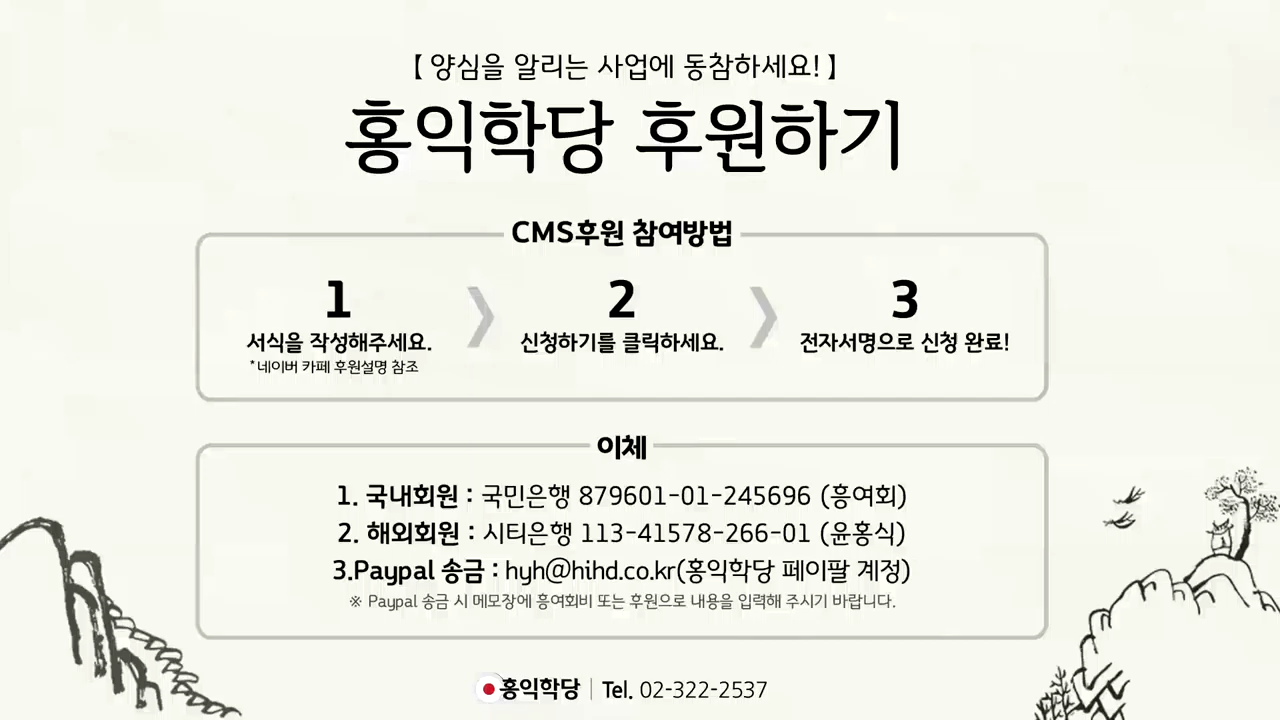 【 양심을 알리는 사업에 동참하세요! 】
홍익학당 후원하기
CMS후원 참여방법
1
서식을 작성해주세요.
*네이버 카페 후원설명 참조
2
신청하기를 클릭하세요.
3
전자서명으로 신청 완료!
이체
1. 국내회원 : 국민은행 879601-01-245696 (흥여회)
2. 해외회원 : 시티은행 113-41578-266-01 (윤홍식)
3.Paypal 송금 : hyh@hihd.co.kr(홍익학당 페이팔 계정)
※ Paypal 송금 시 메모장에 흥여회비 또는 후원으로 내용을 입력해 주시기 바랍니다.
홍익학당 | Tel. 02-322-2537